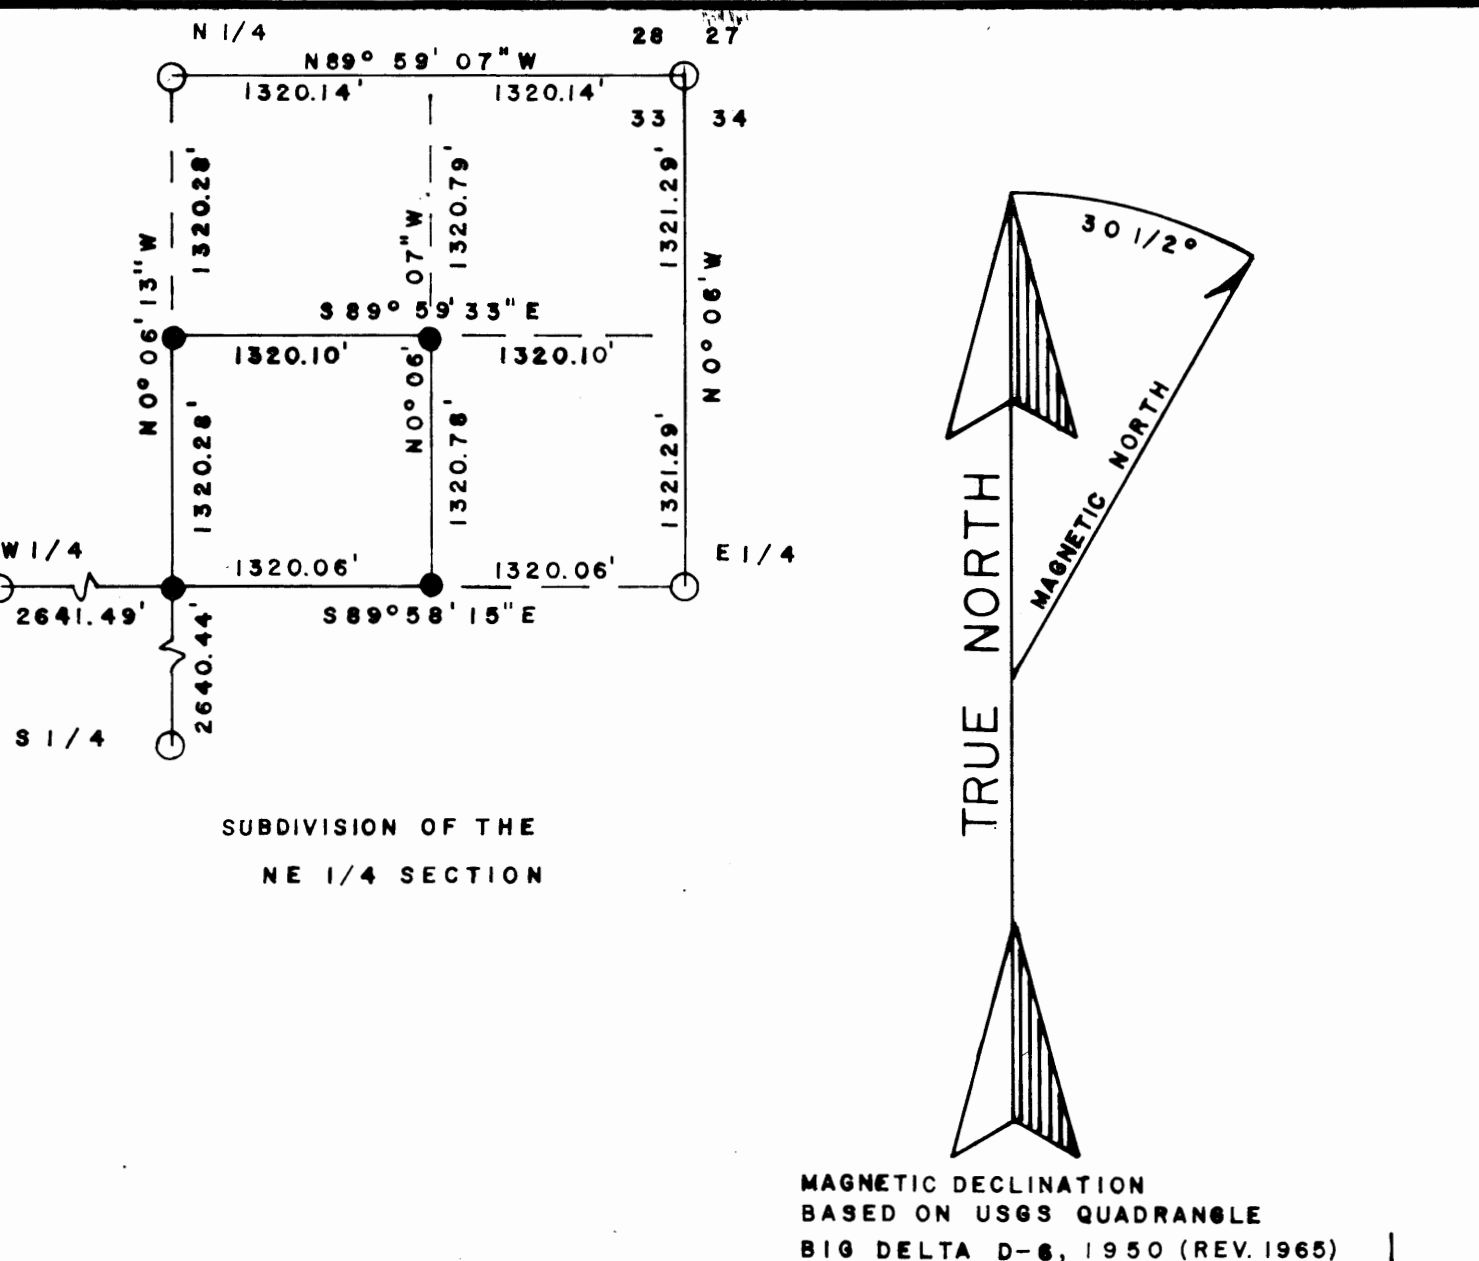 N 1/4
28 27
N89° 59' 07" W
1320.14' 1320.14'
33 34
1320.28'
1320.79'
1321.29'
N0° 06' 13" W
N0° 06' 07" W
N0° 06' W
S 89° 59' 33" E
1320.10' 1320.10'
1320.28'
1320.78'
1321.29'
W 1/4
1320.06' 1320.06'
E 1/4
2641.49'
S89°58' 15" E
2640.44'
S 1/4
SUBDIVISION OF THE
NE 1/4 SECTION
30 1/2°
MAGNETIC NORTH
TRUE NORTH
MAGNETIC DECLINATION
BASED ON USGS QUADRANGLE
BIG DELTA D-6, 1950 (REV. 1965)